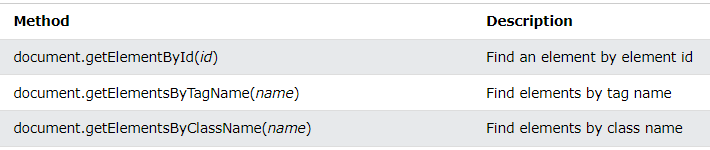 Method Description
document.getElementById(id) Find an element by element id
document.getElementsByTagName(name) Find elements by tag name
document.getElementsByClassName(name) Find elements by class name